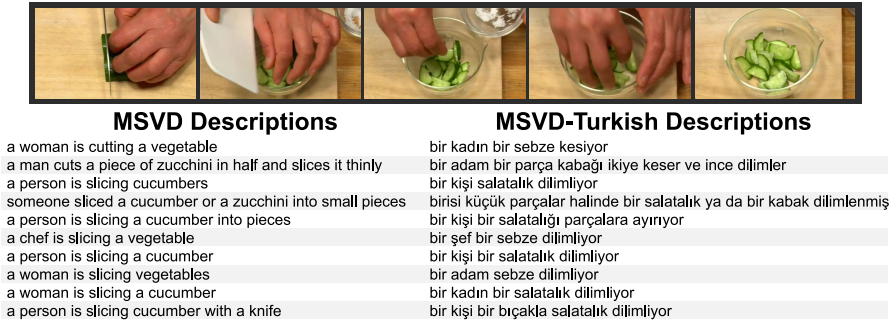 MSVD Descriptions MSVD-Turkish Descriptions
a woman is cutting a vegetable bir kadın bir sebze kesiyor
a man cuts a piece of zucchini in half and slices it thinly bir adam bir parça kabağı ikiye keser ve ince dilimler
a person is slicing cucumbers bir kişi salatalık dilimliyor
someone sliced a cucumber or a zucchini into small pieces birisi küçük parçalar halinde bir salatalık ya da bir kabak dilimlenmiş
a person is slicing a cucumber into pieces bir kişi bir salatalığı parçalara ayırıyor
a chef is slicing a vegetable bir şef bir sebze dilimliyor
a person is slicing a cucumber bir kişi bir salatalık dilimliyor
a woman is slicing vegetables bir adam sebze dilimliyor
a woman is slicing a cucumber bir kadın bir salatalık dilimliyor
a person is slicing cucumber with a knife bir kişi bir bıçakla salatalık dilimliyor